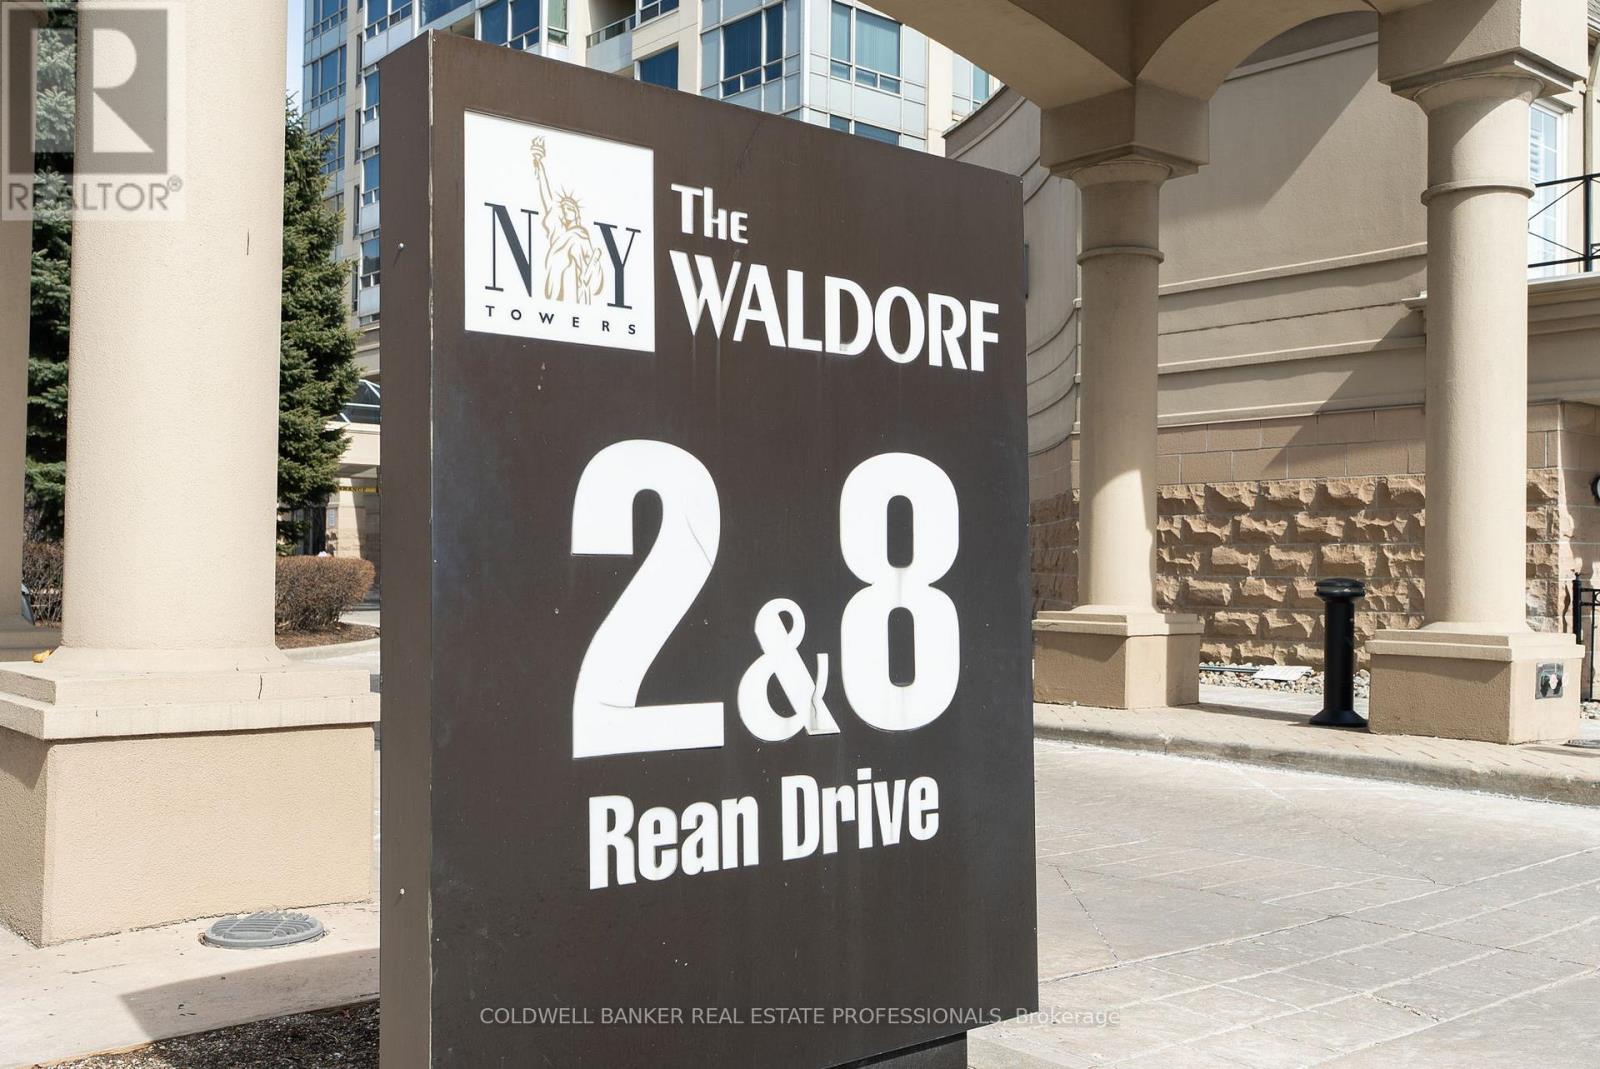 REALTOR®
NY
TOWERS
The
WALDORF
2 & 8
Rean Drive
COLDWELL BANKER REAL ESTATE PROFESSIONALS, Brokerage